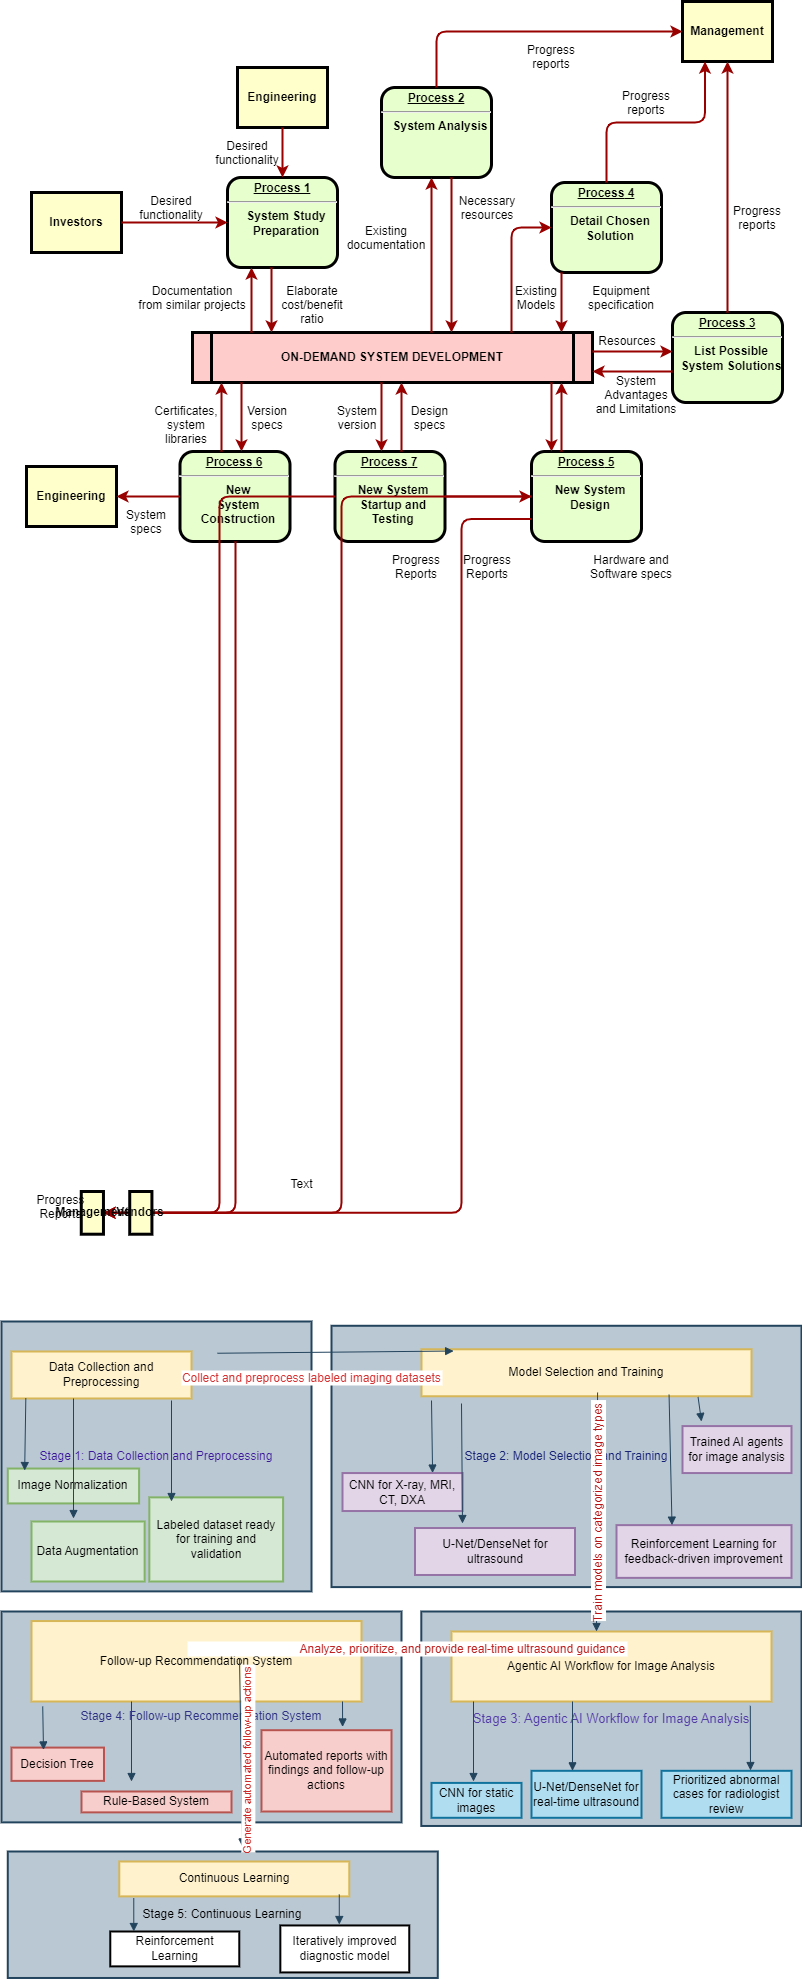 Management
Progress
reports
Engineering
Process 2
System Analysis
Progress
reports
Desired
functionality
Process 1
System Study
Preparation
Investors
Desired
functionality
Necessary
resources
Process 4
Detail Chosen
Solution
Progress
reports
Existing
documentation
Documentation
from similar projects
Elaborate
cost/benefit
ratio
Existing
Models
Equipment
specification
Process 3
List Possible
System Solutions
Resources
ON-DEMAND SYSTEM DEVELOPMENT
System
Advantages
and Limitations
Certificates,
system
libraries
Version
specs
System
version
Design
specs
Process 6
New
System
Construction
Process 7
New System
Startup and
Testing
Process 5
New System
Design
Engineering
System
specs
Progress
Reports
Progress
Reports
Hardware and
Software specs
Text
Progress
Reports
Management
Vendors
Data Collection and
Preprocessing
Collect and preprocess labeled imaging datasets
Model Selection and Training
Stage 1: Data Collection and Preprocessing
Image Normalization
Data Augmentation
Labeled dataset ready
for training and
validation
Train models on categorized image types
Stage 2: Model Selection and Training
Trained AI agents
for image analysis
CNN for X-ray, MRI,
CT, DXA
U-Net/DenseNet for
ultrasound
Reinforcement Learning for
feedback-driven improvement
Analyze, prioritize, and provide real-time ultrasound guidance
Follow-up Recommendation System
Agentic AI Workflow for Image Analysis
Stage 4: Follow-up Recommendation System
Stage 3: Agentic AI Workflow for Image Analysis
Generate automated follow-up actions
Decision Tree
Rule-Based System
Automated reports with
findings and follow-up
actions
CNN for static
images
U-Net/DenseNet for
real-time ultrasound
Prioritized abnormal
cases for radiologist
review
Continuous Learning
Stage 5: Continuous Learning
Reinforcement
Learning
Iteratively improved
diagnostic model